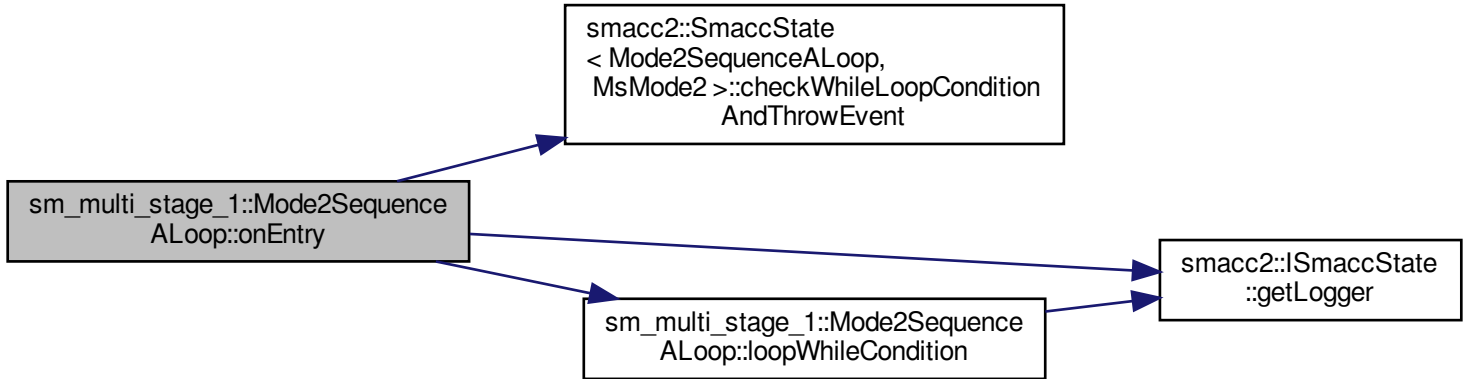 smacc2::SmaccState
< Mode2SequenceALoop,
MsMode2 >::checkWhileLoopCondition
AndThrowEvent
sm_multi_stage_1::Mode2Sequence
ALoop::onEntry
smacc2::ISmaccState
::getLogger
sm_multi_stage_1::Mode2Sequence
ALoop::loopWhileCondition